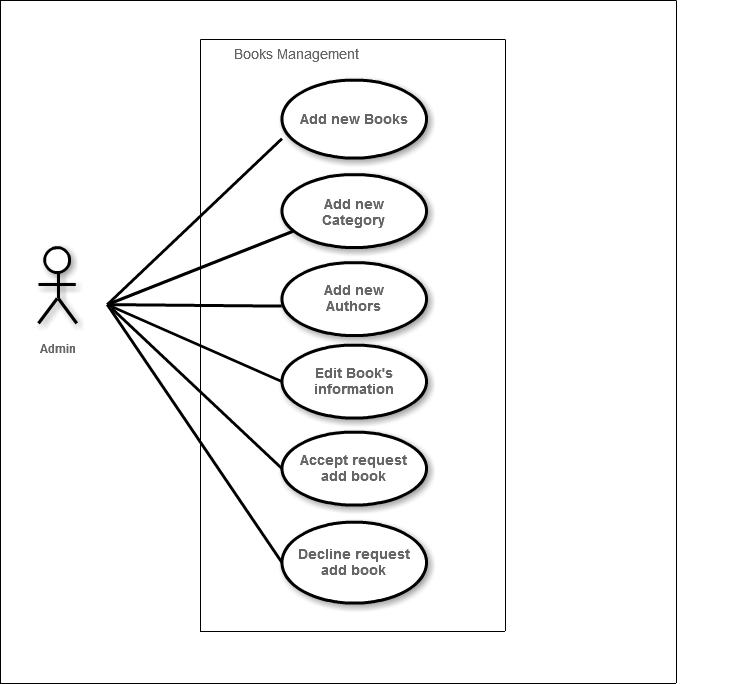 Books Management
Add new Books
Add new
Category
Add new
Authors
Edit Book's
information
Accept request
add book
Decline request
add book
Admin